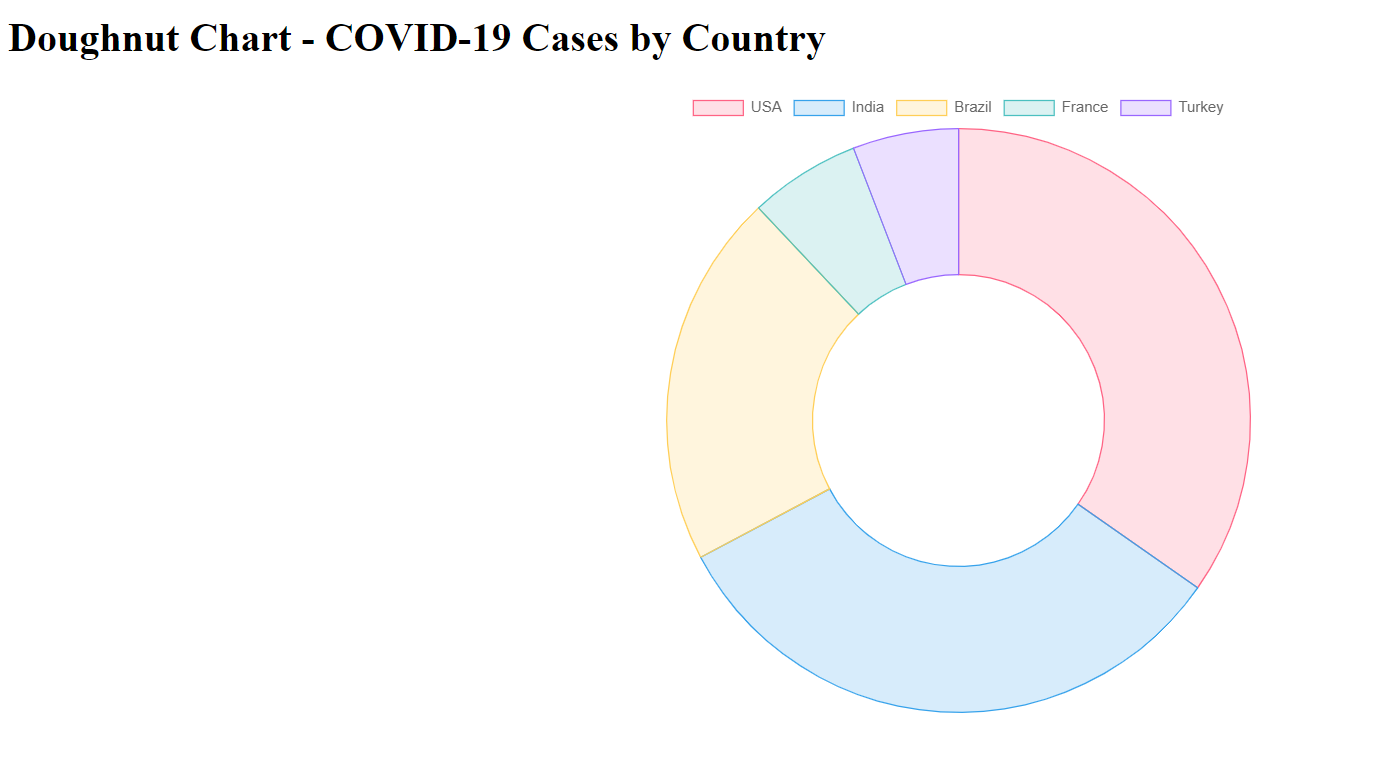 Doughnut Chart - COVID-19 Cases by Country
USA India Brazil France Turkey